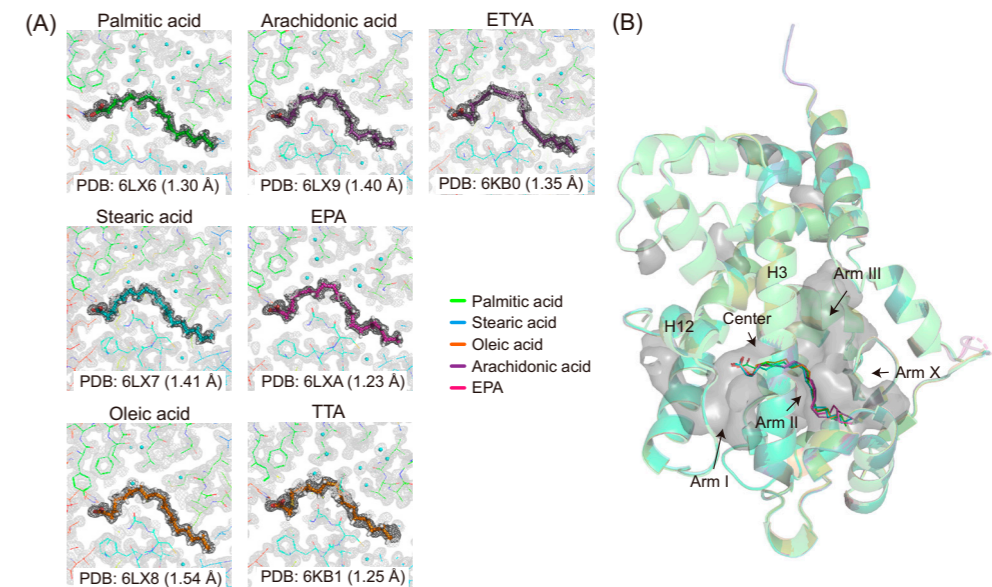 (A)
Palmitic acid
Arachidonic acid
ETYA
PDB: 6LX6 (1.30 Å)
PDB: 6LX9 (1.40 Å)
PDB: 6KB0 (1.35 Å)
Stearic acid
EPA
PDB: 6LX7 (1.41 Å)
PDB: 6LXA (1.23 Å)
Palmitic acid
Stearic acid
Oleic acid
Arachidonic acid
EPA
Oleic acid
TTA
PDB: 6LX8 (1.54 Å)
PDB: 6KB1 (1.25 Å)
(B)
H3
Arm III
Center
H12
Arm X
Arm II
Arm I